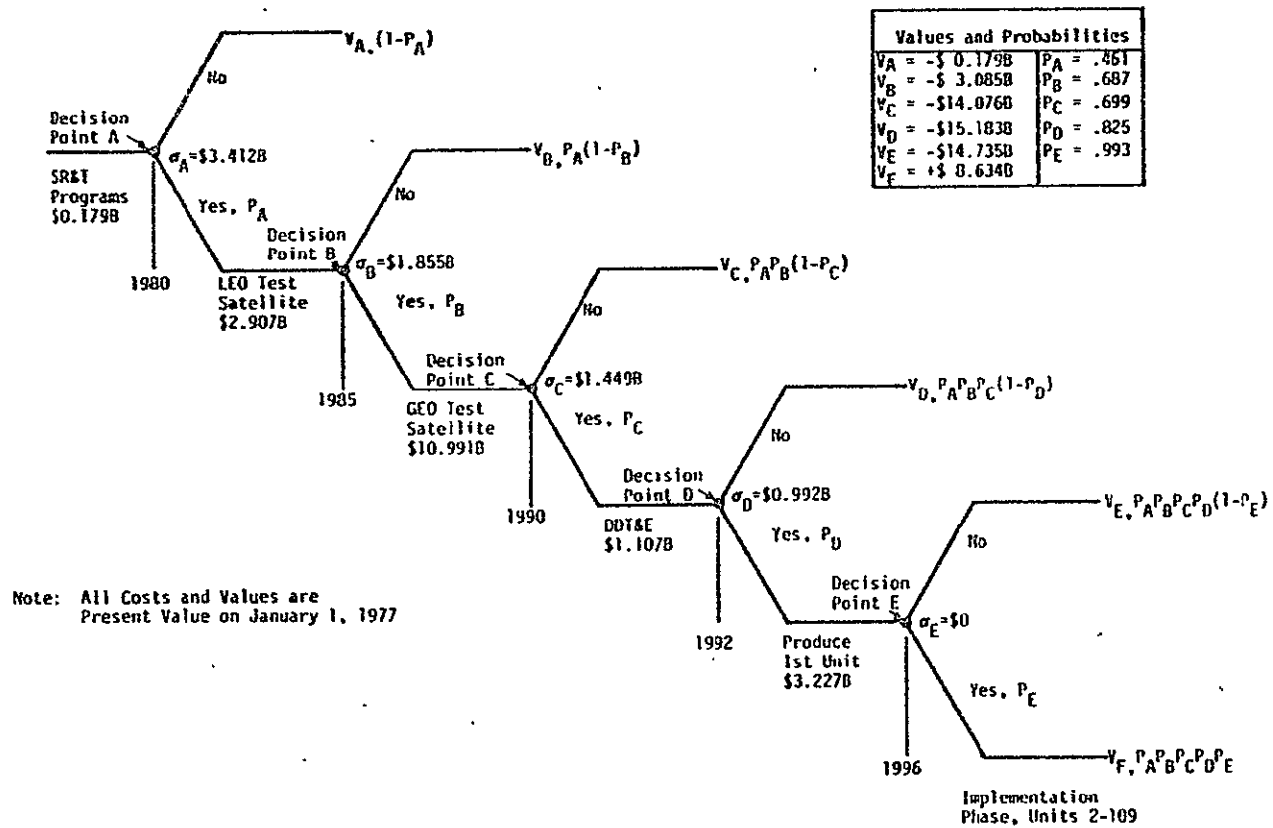 V_A, (1-P_A)
Values and Probabilities
V_A = -$ 0.179B P_A = .461
V_B = -$ 3.085B P_B = .687
V_C = -$14.076B P_C = .699
V_D = -$15.183B P_D = .825
V_E = -$14.735B P_E = .993
V_F = +$ 8.634B
No
Decision
Point A
σ_A=$3.412B
SR&T
Programs
$0.179B
Yes, P_A
1980
V_B, P_A(1-P_B)
No
Decision
Point B
σ_B=$1.855B
LEO Test
Satellite
$2.907B
Yes, P_B
1985
V_C, P_AP_B(1-P_C)
No
Decision
Point C
σ_C=$1.449B
GEO Test
Satellite
$10.991B
Yes, P_C
1990
V_D, P_AP_BP_C(1-P_D)
No
Decision
Point D
σ_D=$0.992B
DDT&E
$1.107B
Yes, P_D
1992
V_E, P_AP_BP_CP_D(1-P_E)
No
Decision
Point E
σ_E=$0
Produce
1st Unit
$3.227B
Yes, P_E
1996
V_F, P_AP_BP_CP_DP_E
Implementation
Phase, Units 2-109
Note: All Costs and Values are
Present Value on January 1, 1977